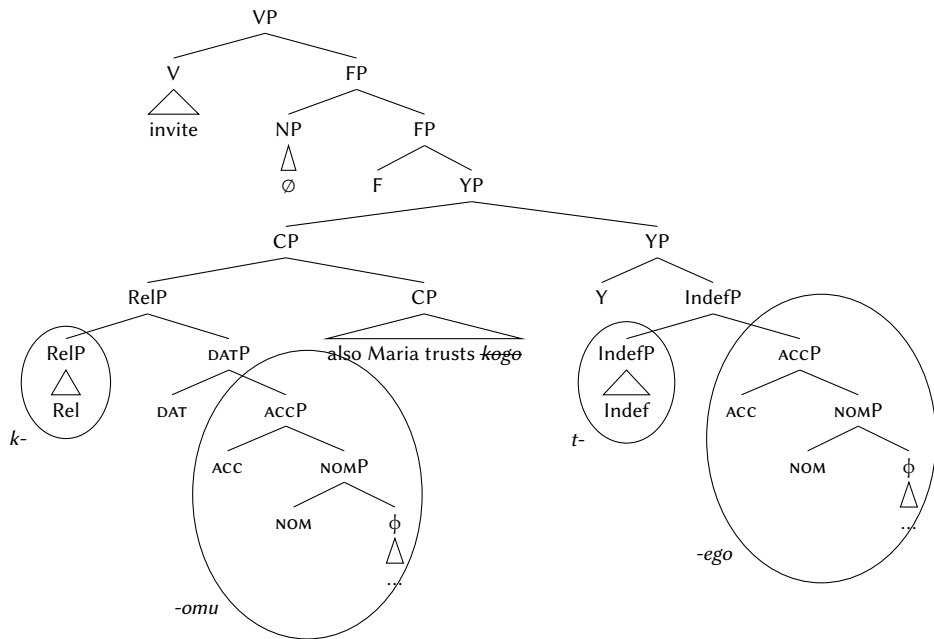 VP
V FP
invite NP FP
∅ F YP
CP YP
RelP CP Y IndefP
RelP DATP also Maria trusts kogo IndefP ACCP
Rel DAT ACCP Indef ACC NOMP
k- t-
ACC NOMP NOM ϕ
NOM ϕ ...
-ego
...
-omu